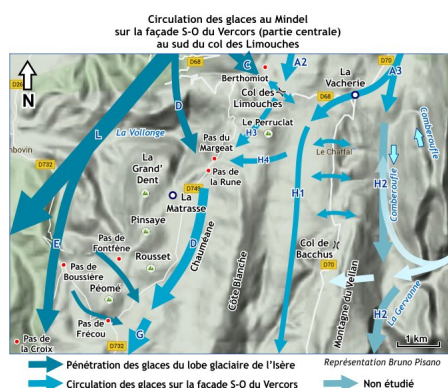 Circulation des glaces au Mindel
sur la façade S-O du Vercors (partie centrale)
au sud du col des Limouches
D68
C
Berthomiot
A2
D70
A3
La
Vacherie
N
D26
D
Col des
Limouches
D68
L
La Vollonge
Le Perruclat
H3
Pas du
Margeat
Le Chaffal
H4
Comberoufle
Comberoufle
D732
La
Grand'
Dent
Pas de
la Rune
D749
La
Matrasse
H1
H2
Pinsaye
E
Pas de
Fontfène
D
Chauméane
Col de
Bacchus
Rousset
D70
Pas de
Boussière
Péomé
Côte Blanche
Montagne du Vellan
La Gervanne
H2
Pas de
Frécou
G
Pas de
la Croix
D732
1 km
Pénétration des glaces du lobe glaciaire de l'Isère
Représentation Bruno Pisano
Circulation des glaces sur la façade S-O du Vercors
Non étudié